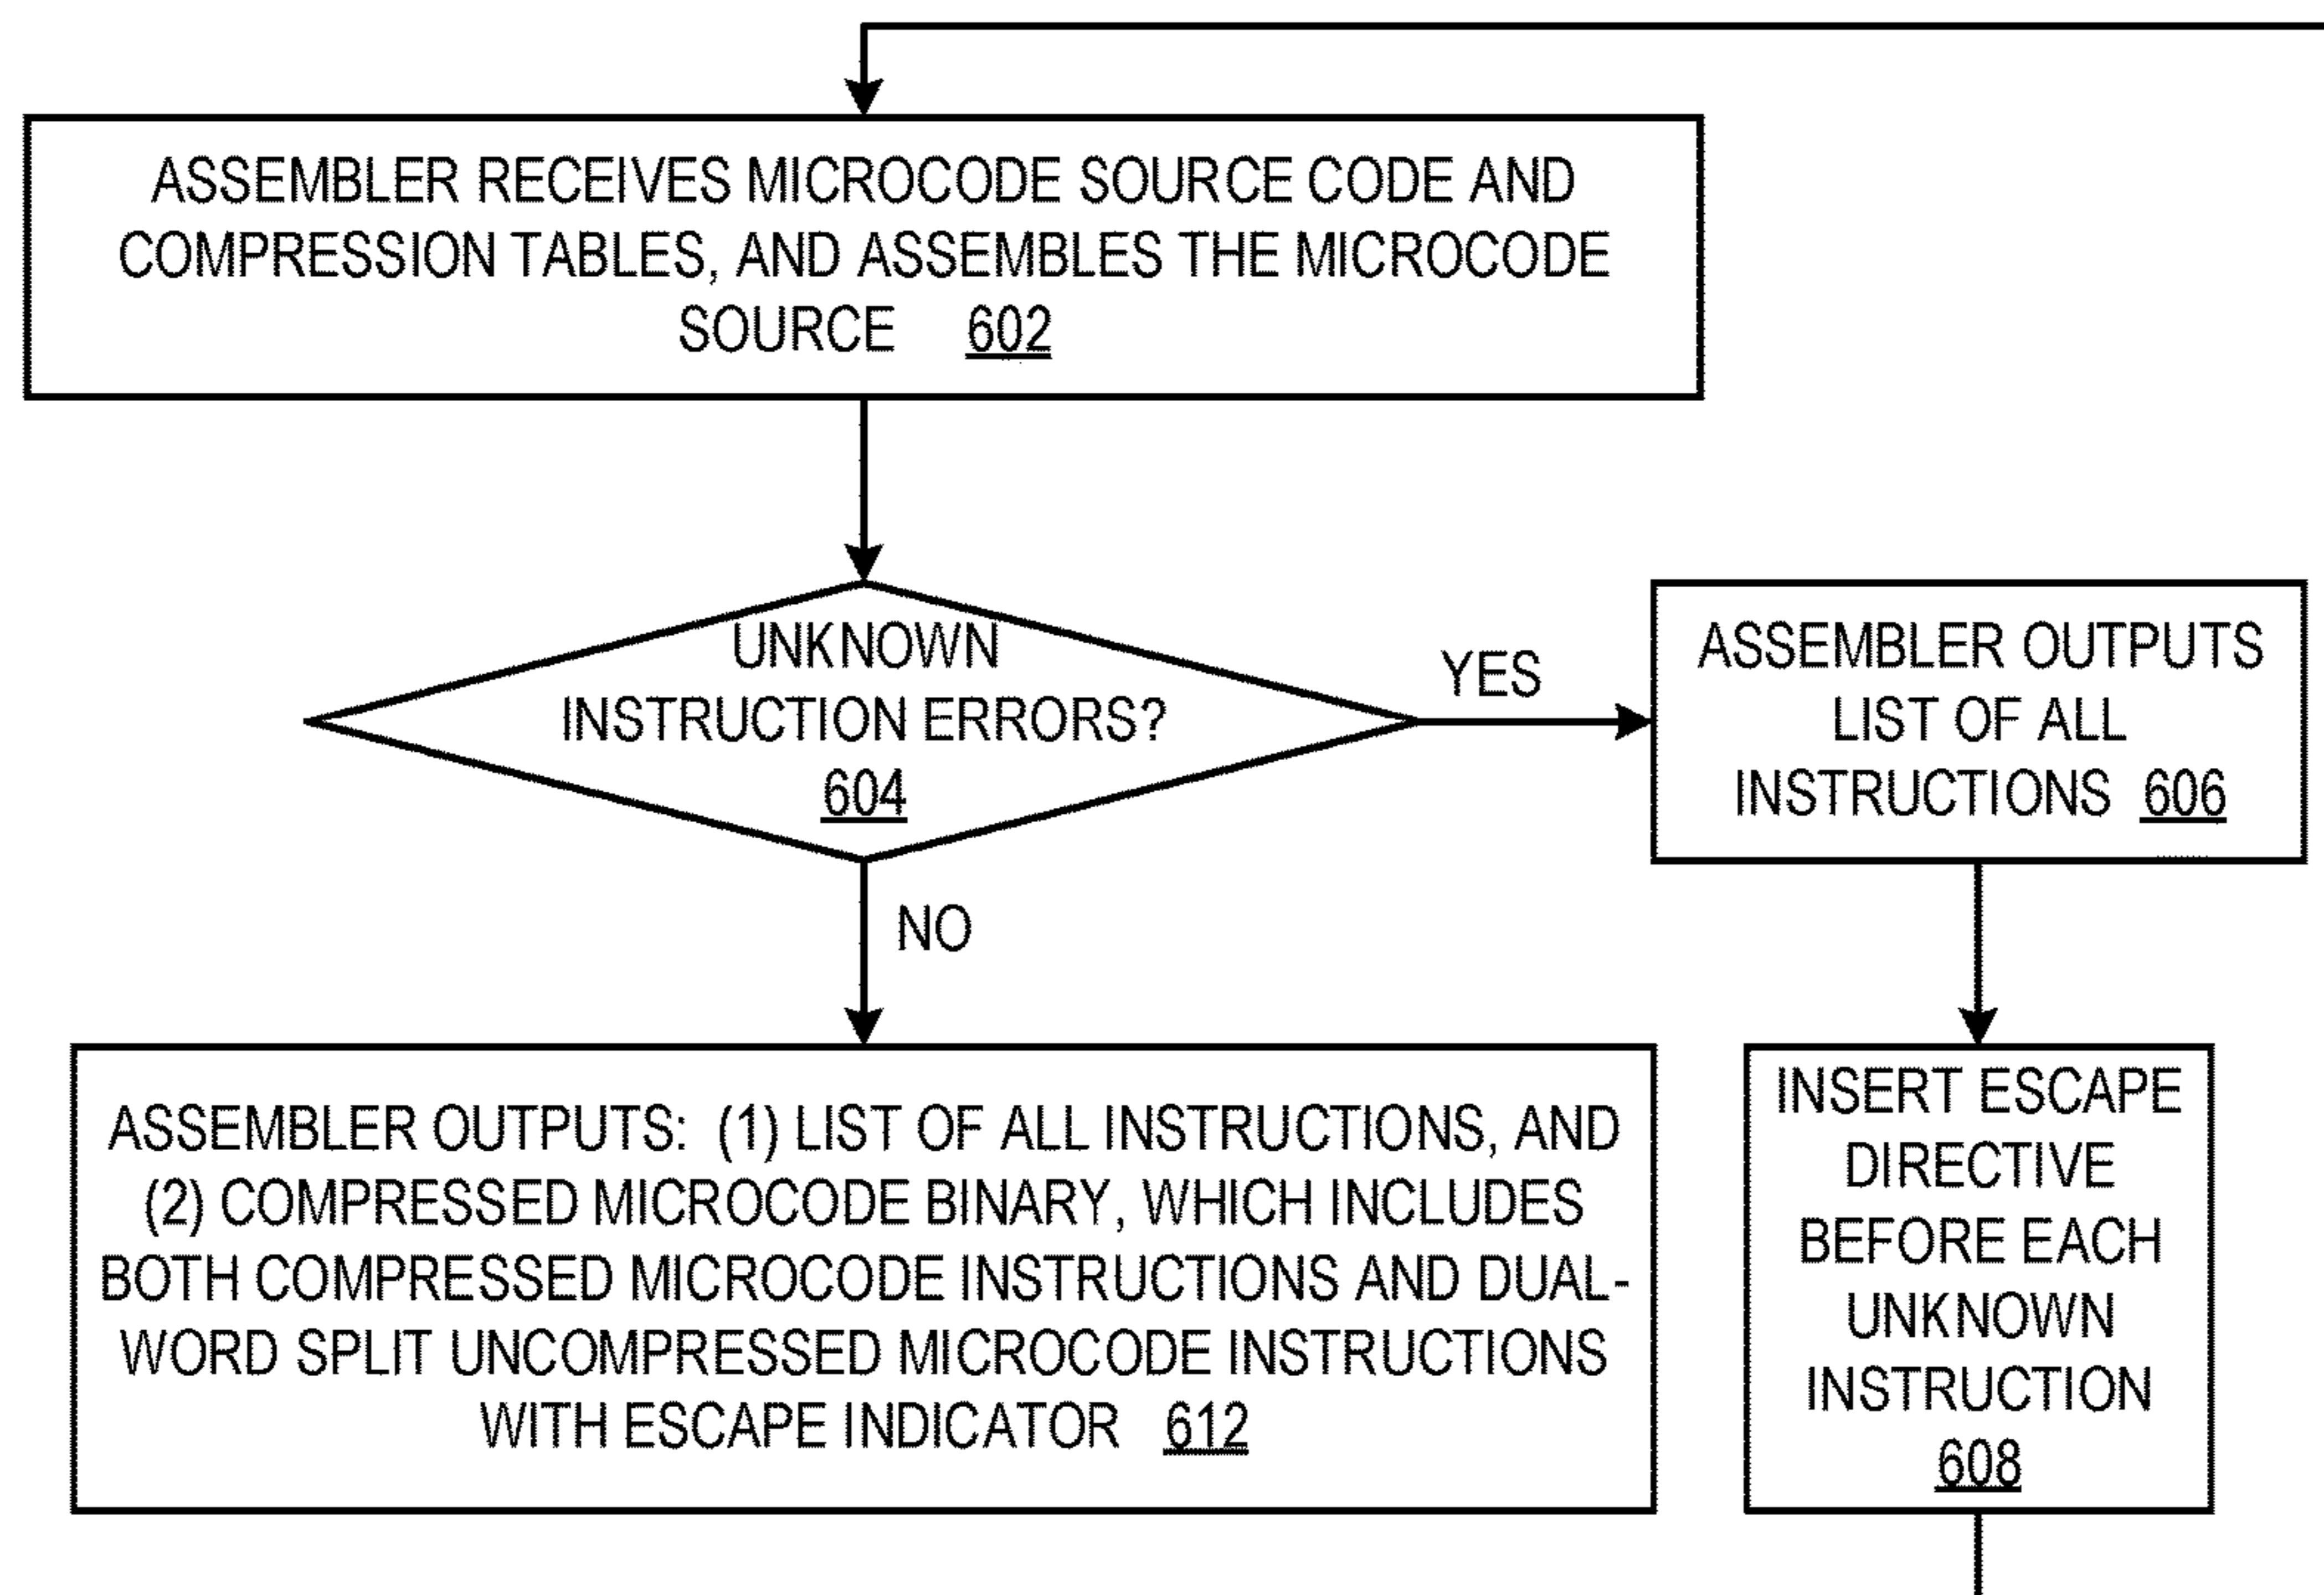 ASSEMBLER RECEIVES MICROCODE SOURCE CODE AND
COMPRESSION TABLES, AND ASSEMBLES THE MICROCODE
SOURCE 602
UNKNOWN
INSTRUCTION ERRORS?
604
YES
ASSEMBLER OUTPUTS
LIST OF ALL
INSTRUCTIONS 606
NO
ASSEMBLER OUTPUTS: (1) LIST OF ALL INSTRUCTIONS, AND
(2) COMPRESSED MICROCODE BINARY, WHICH INCLUDES
BOTH COMPRESSED MICROCODE INSTRUCTIONS AND DUAL-
WORD SPLIT UNCOMPRESSED MICROCODE INSTRUCTIONS
WITH ESCAPE INDICATOR 612
INSERT ESCAPE
DIRECTIVE
BEFORE EACH
UNKNOWN
INSTRUCTION
608